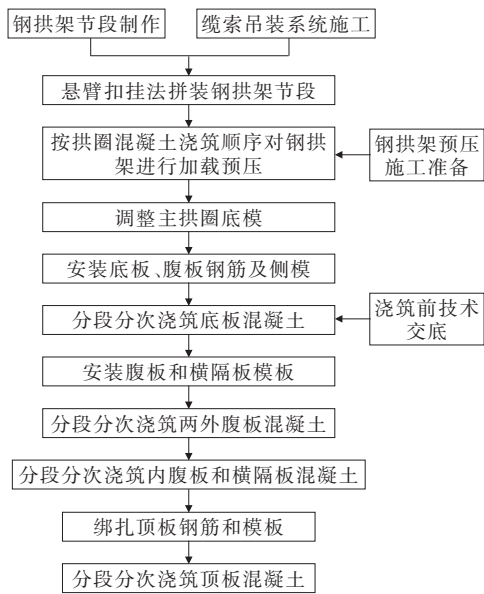 钢拱架节段制作
缆索吊装系统施工
悬臂扣挂法拼装钢拱架节段
按拱圈混凝土浇筑顺序对钢拱
架进行加载预压
钢拱架预压
施工准备
调整主拱圈底模
安装底板、腹板钢筋及侧模
分段分次浇筑底板混凝土
浇筑前技术
交底
安装腹板和横隔板模板
分段分次浇筑两外腹板混凝土
分段分次浇筑内腹板和横隔板混凝土
绑扎顶板钢筋和模板
分段分次浇筑顶板混凝土